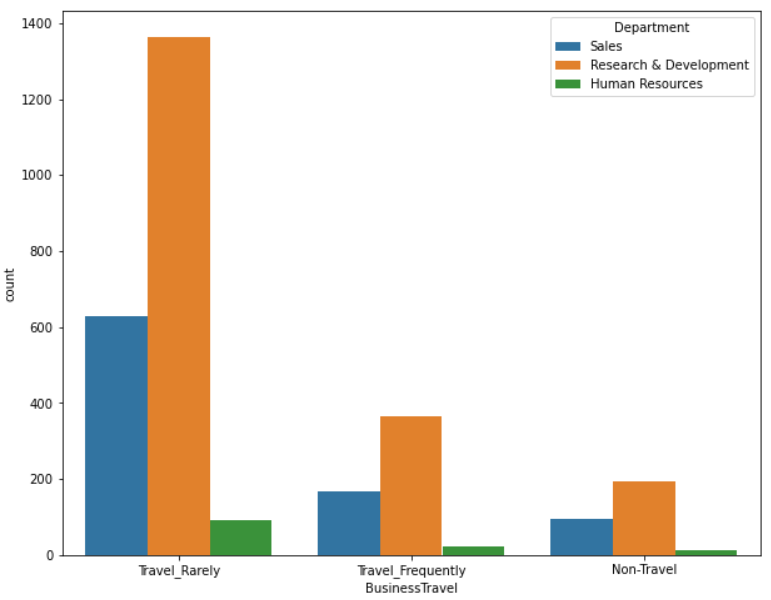 1400
1200
1000
800
600
400
200
0
count
Department
Sales
Research & Development
Human Resources
Travel_Rarely Travel_Frequently Non-Travel
BusinessTravel